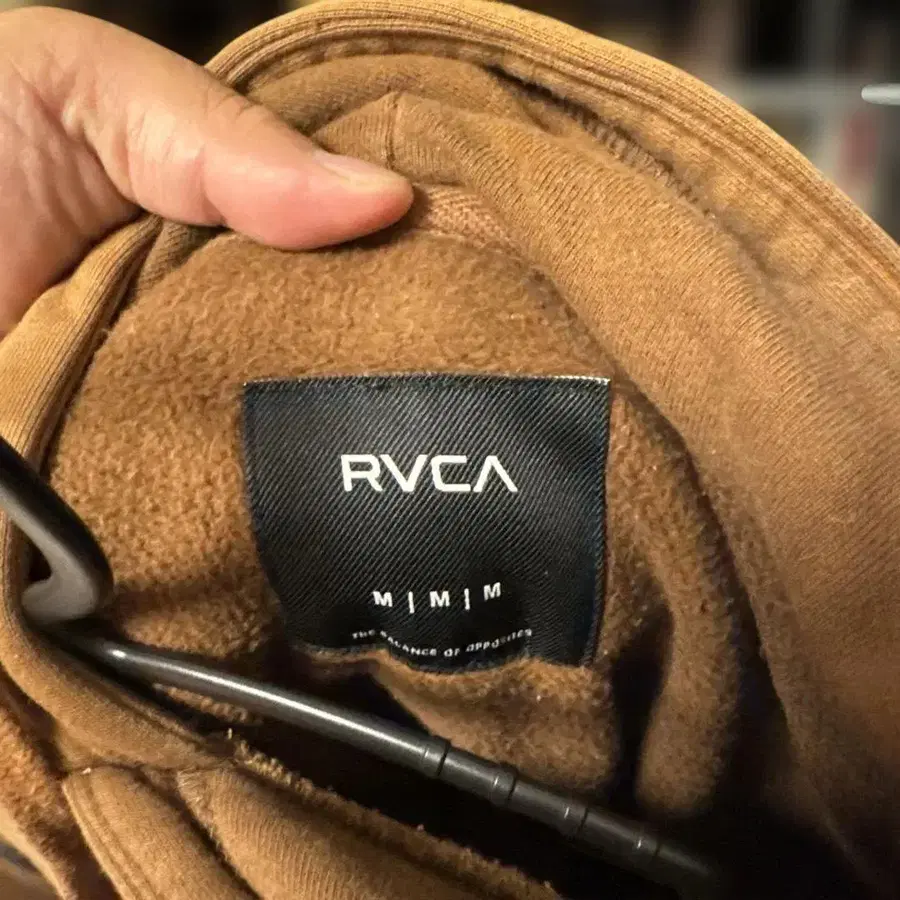 RVCA
M | M | M
THE BALANCE OF OPPOSITES